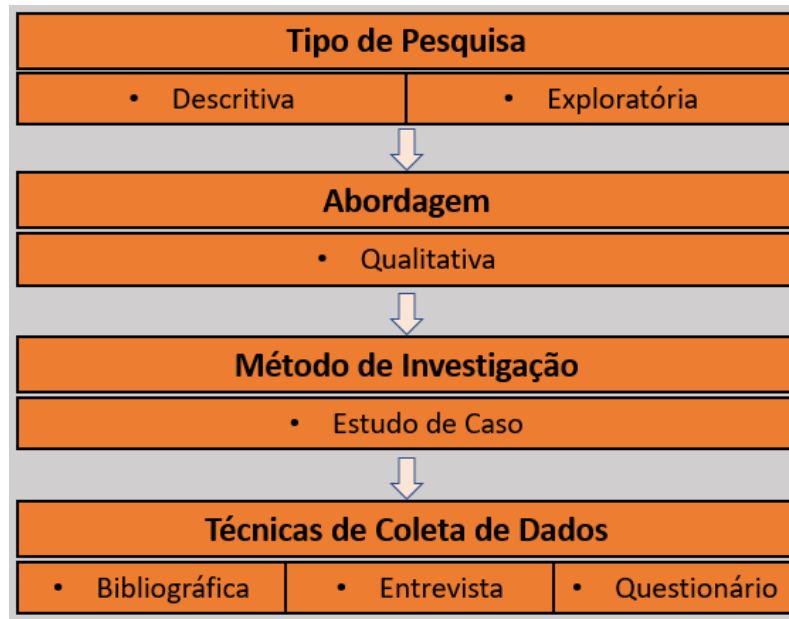 Tipo de Pesquisa
• Descritiva
• Exploratória
Abordagem
• Qualitativa
Método de Investigação
• Estudo de Caso
Técnicas de Coleta de Dados
• Bibliográfica
• Entrevista
• Questionário